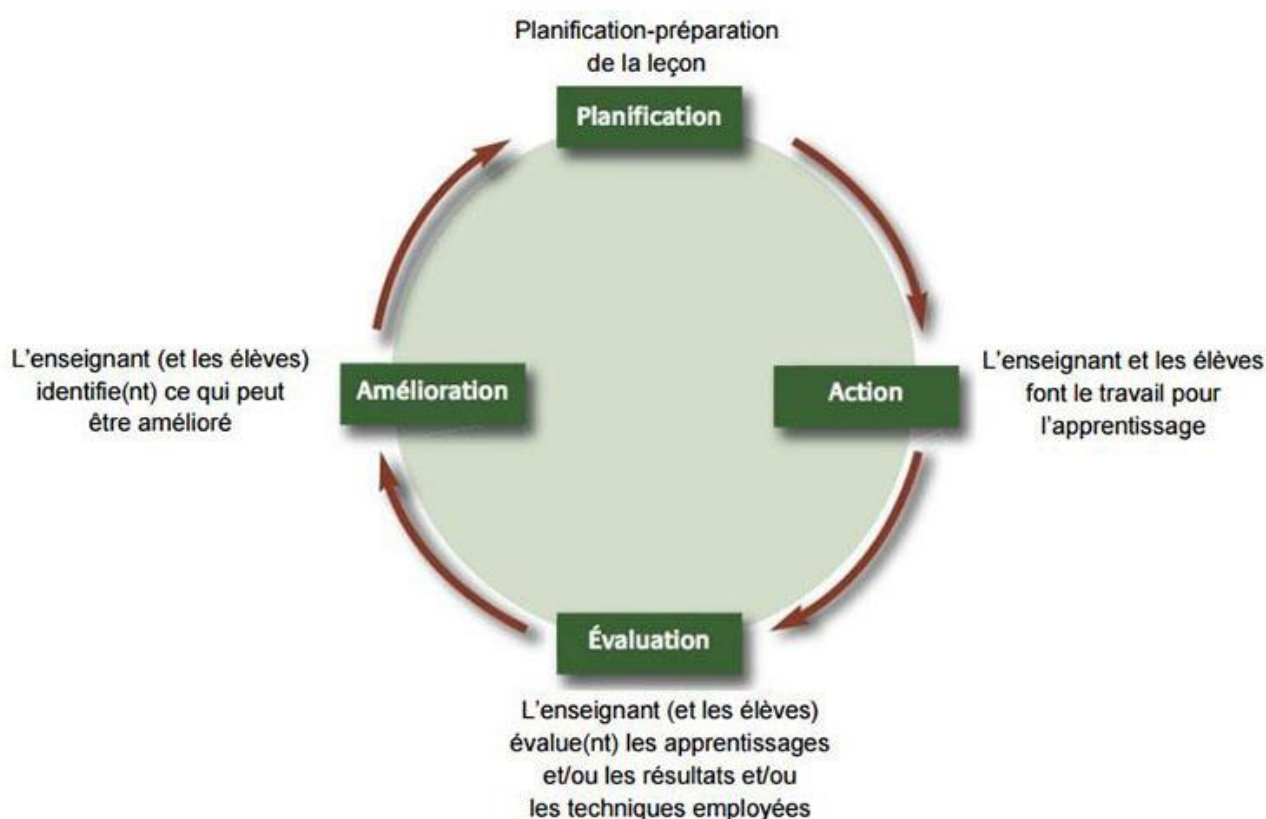 Planification-préparation
de la leçon
Planification
L'enseignant (et les élèves)
identifie(nt) ce qui peut
être amélioré
Amélioration
Action
L'enseignant et les élèves
font le travail pour
l'apprentissage
Évaluation
L'enseignant (et les élèves)
évalue(nt) les apprentissages
et/ou les résultats et/ou
les techniques employées